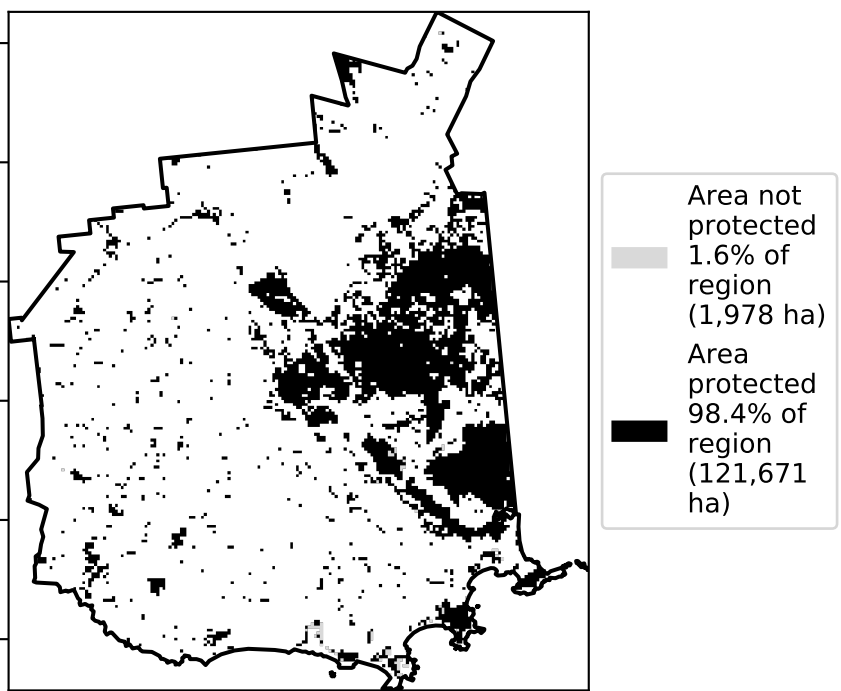 Area not
protected
1.6% of
region
(1,978 ha)
Area
protected
98.4% of
region
(121,671
ha)